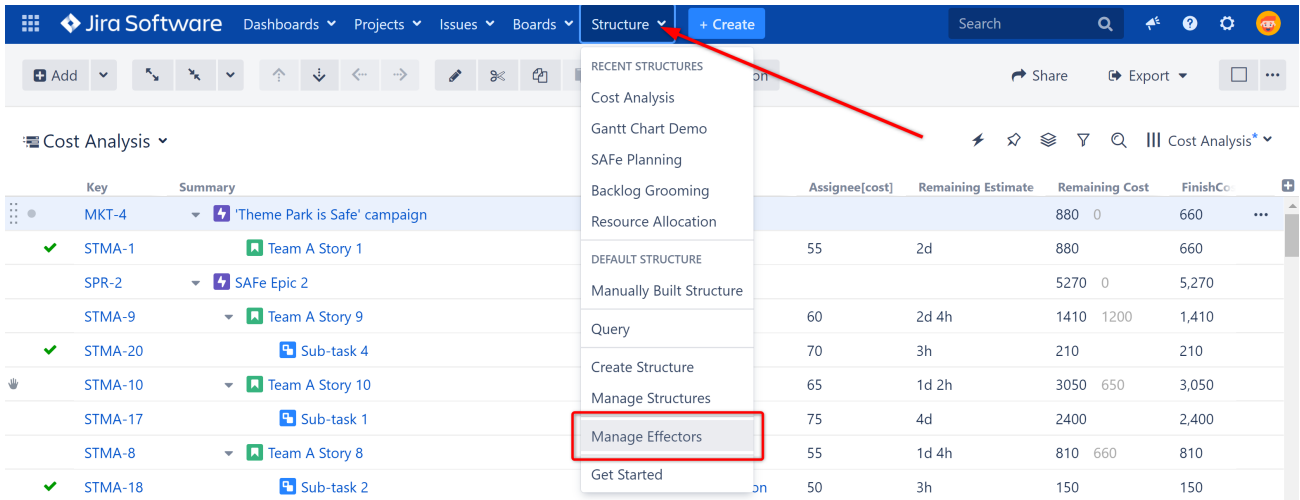 Jira Software Dashboards Projects Issues Boards Structure + Create Search
Add Share Export
RECENT STRUCTURES
Cost Analysis
Gantt Chart Demo
SAFe Planning
Backlog Grooming
Resource Allocation
DEFAULT STRUCTURE
Manually Built Structure
Query
Create Structure
Manage Structures
Manage Effectors
Get Started
Cost Analysis Cost Analysis*
Key Summary Assignee[cost] Remaining Estimate Remaining Cost FinishCo
MKT-4 'Theme Park is Safe' campaign 880 0 660
STMA-1 Team A Story 1 55 2d 880 660
SPR-2 SAFe Epic 2 5270 0 5,270
STMA-9 Team A Story 9 60 2d 4h 1410 1200 1,410
STMA-20 Sub-task 4 70 3h 210 210
STMA-10 Team A Story 10 65 1d 2h 3050 650 3,050
STMA-17 Sub-task 1 75 4d 2400 2,400
STMA-8 Team A Story 8 55 1d 4h 810 660 810
STMA-18 Sub-task 2 on 50 3h 150 150